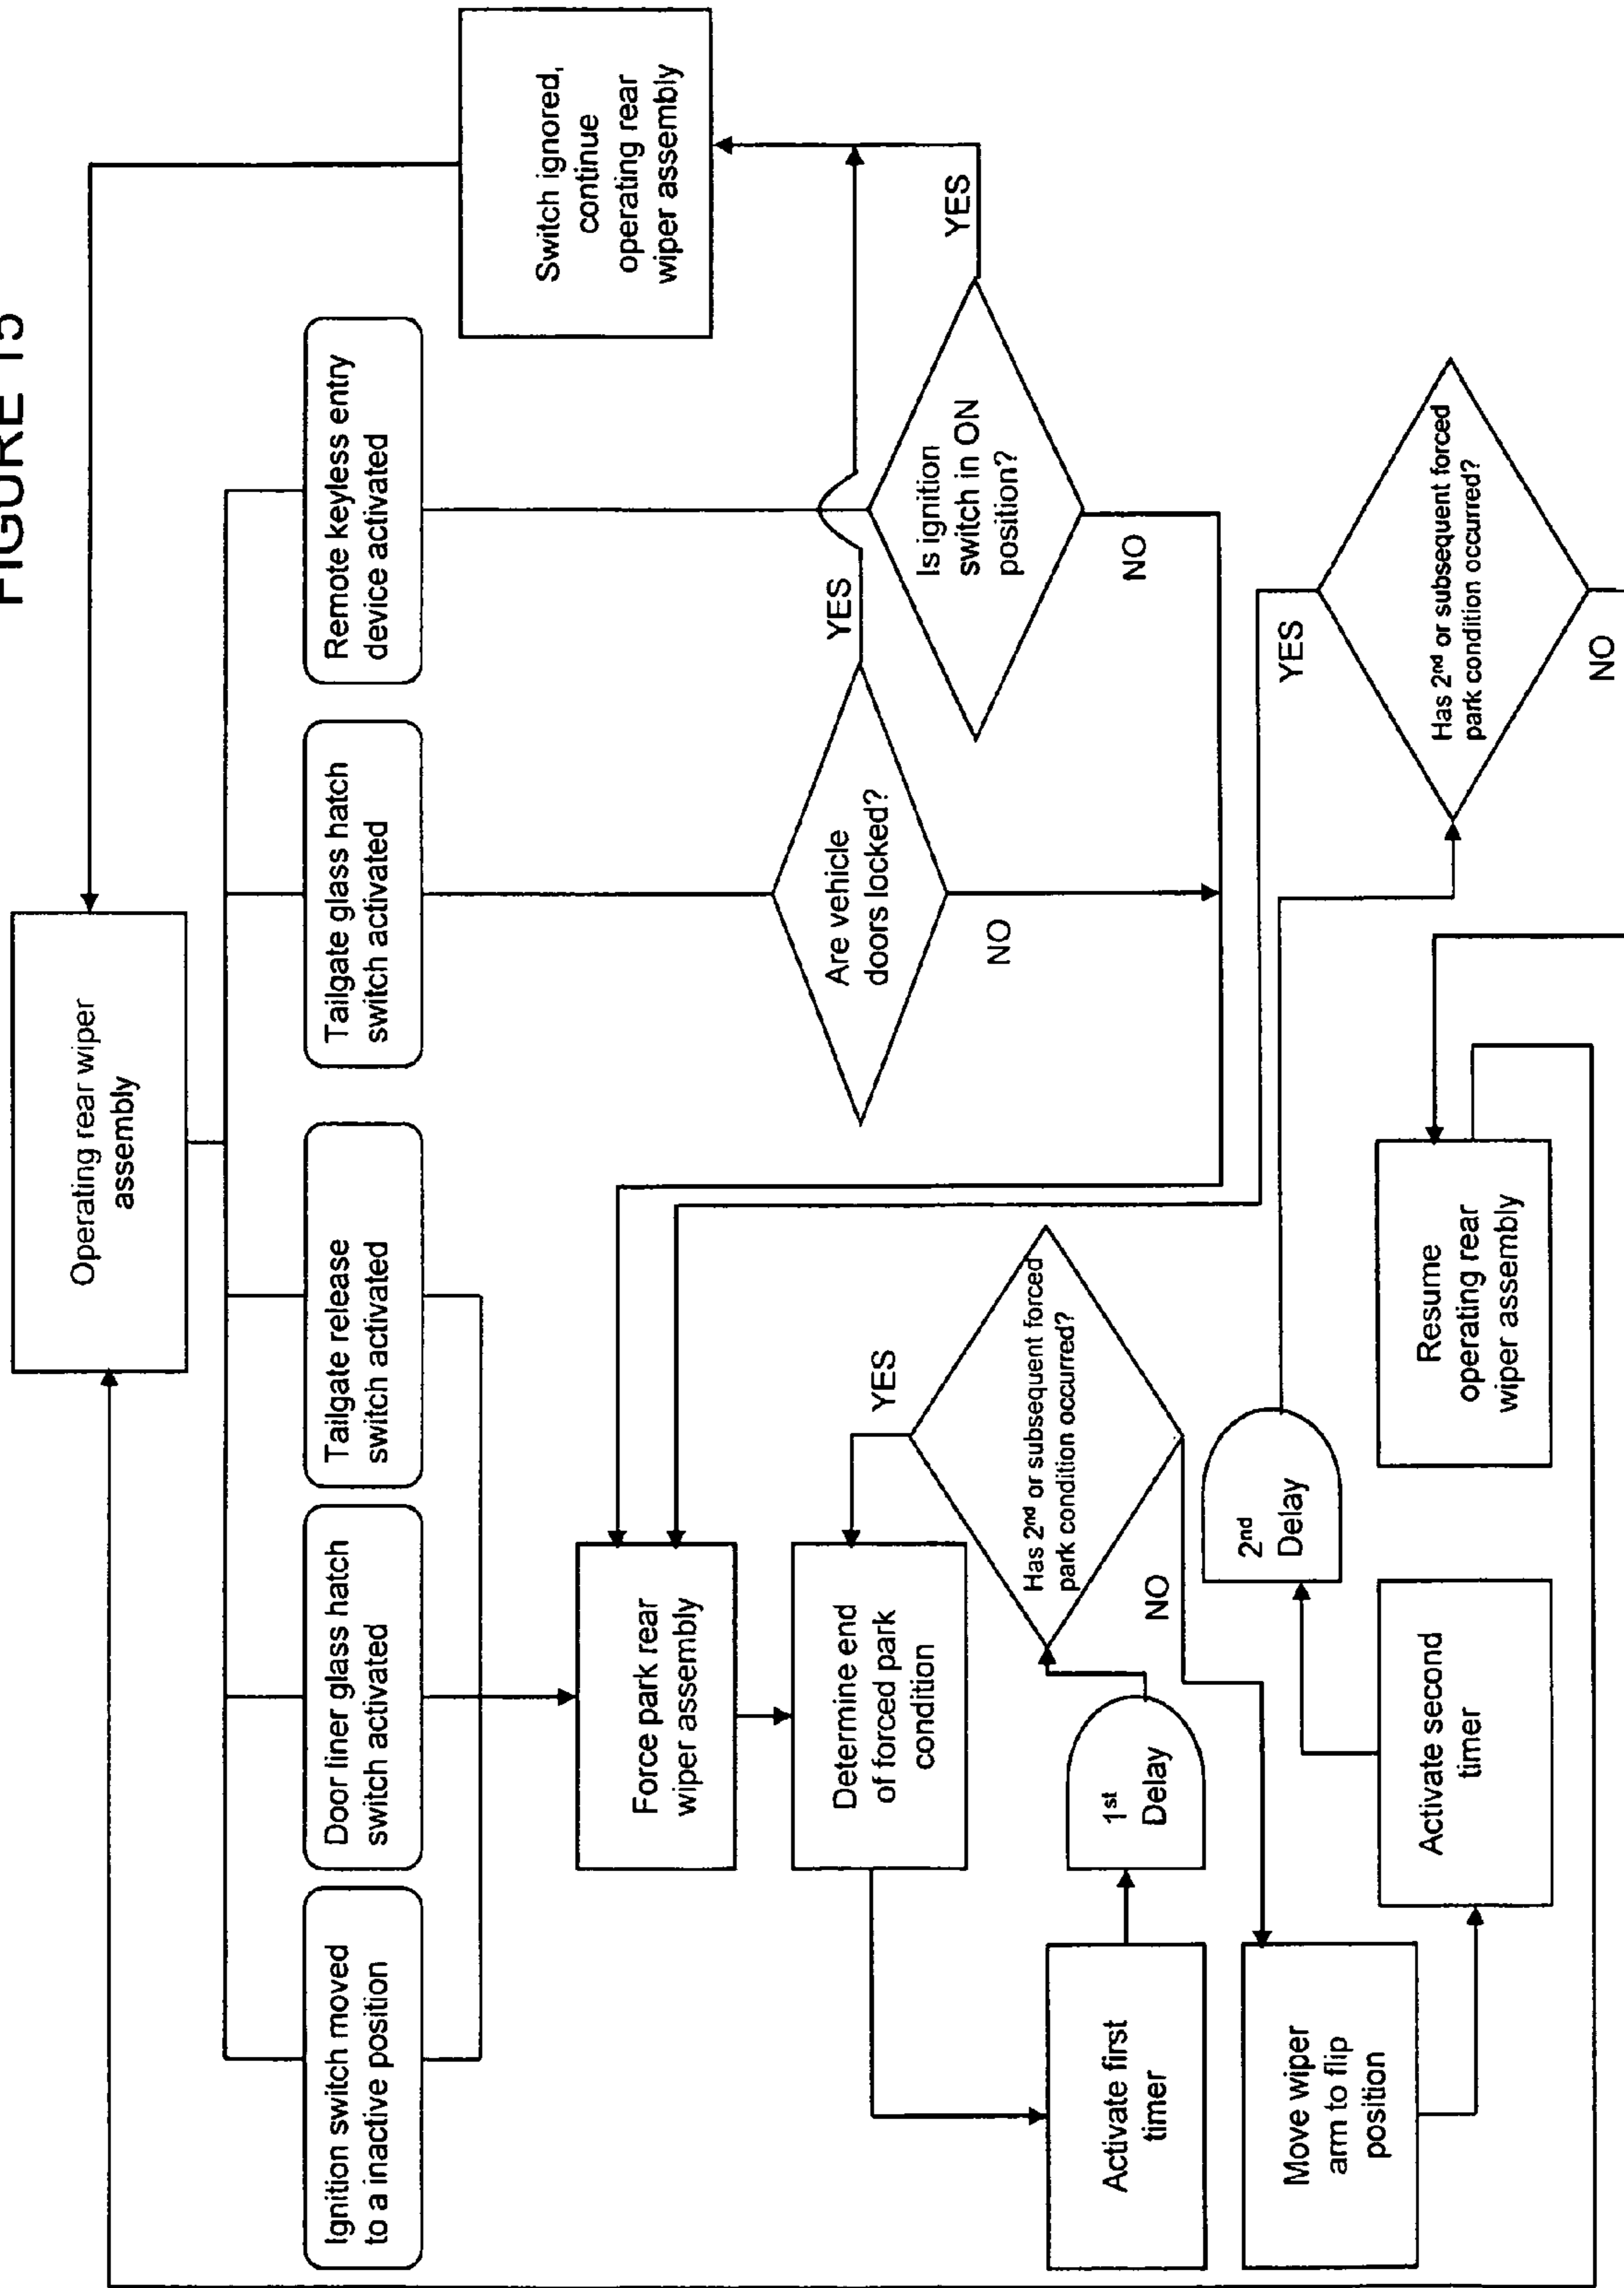 FIGURE 15
Operating rear wiper
assembly
Ignition switch moved
to a inactive position
Door liner glass hatch
switch activated
Tailgate release
switch activated
Tailgate glass hatch
switch activated
Remote keyless entry
device activated
Switch ignored,
continue
operating rear
wiper assembly
Are vehicle
doors locked?
YES
NO
Is ignition
switch in ON
position?
YES
NO
Force park rear
wiper assembly
Determine end
of forced park
condition
Activate first
timer
1st
Delay
Has 2nd or subsequent forced
park condition occurred?
YES
NO
Move wiper
arm to flip
position
Activate second
timer
2nd
Delay
Has 2nd or subsequent forced
park condition occurred?
YES
NO
Resume
operating rear
wiper assembly